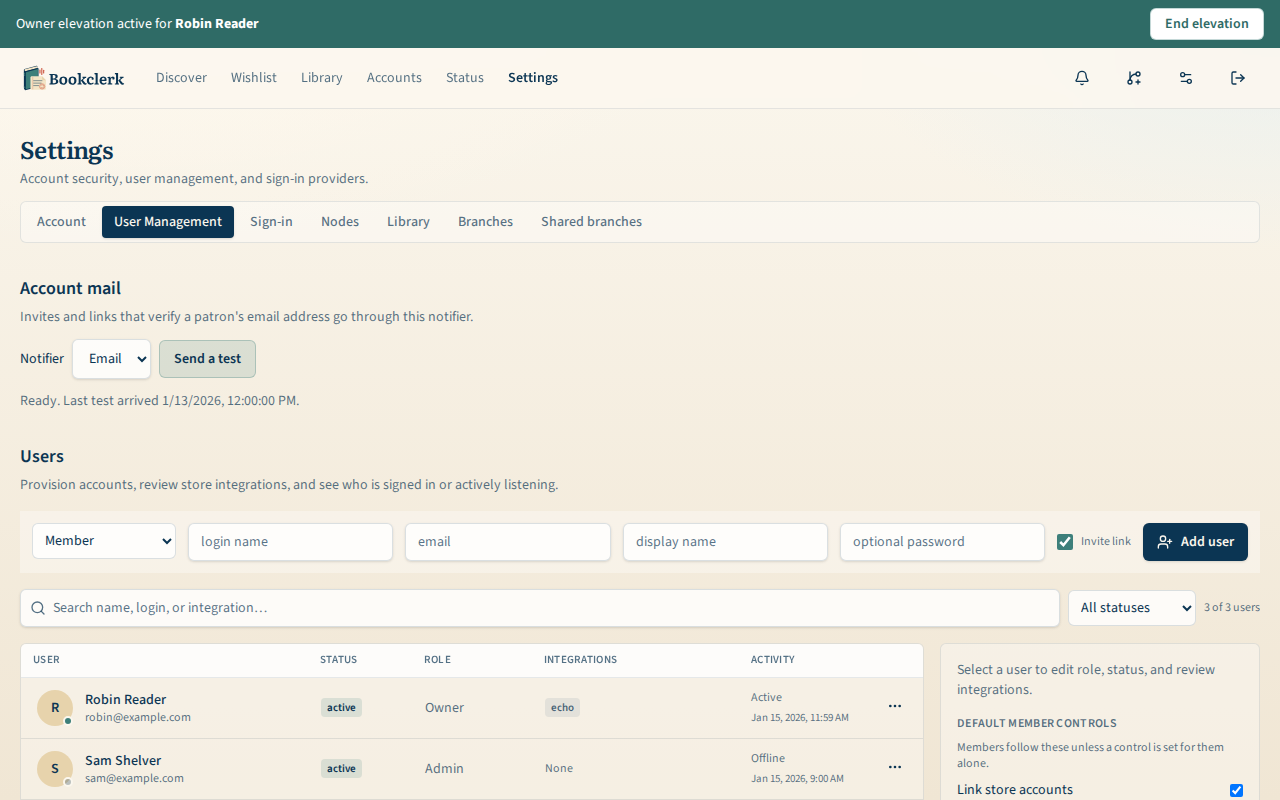 Owner elevation active for Robin Reader
End elevation
Bookclerk
Discover
Wishlist
Library
Accounts
Status
Settings
Settings
Account security, user management, and sign-in providers.
Account
User Management
Sign-in
Nodes
Library
Branches
Shared branches
Account mail
Invites and links that verify a patron's email address go through this notifier.
Notifier
Email
Send a test
Ready. Last test arrived 1/13/2026, 12:00:00 PM.
Users
Provision accounts, review store integrations, and see who is signed in or actively listening.
Member
login name
email
display name
optional password
Invite link
Add user
Search name, login, or integration…
All statuses
3 of 3 users
USER
STATUS
ROLE
INTEGRATIONS
ACTIVITY
R
Robin Reader
robin@example.com
active
Owner
echo
Active
Jan 15, 2026, 11:59 AM
S
Sam Shelver
sam@example.com
active
Admin
None
Offline
Jan 15, 2026, 9:00 AM
Select a user to edit role, status, and review
integrations.
DEFAULT MEMBER CONTROLS
Members follow these unless a control is set for them
alone.
Link store accounts